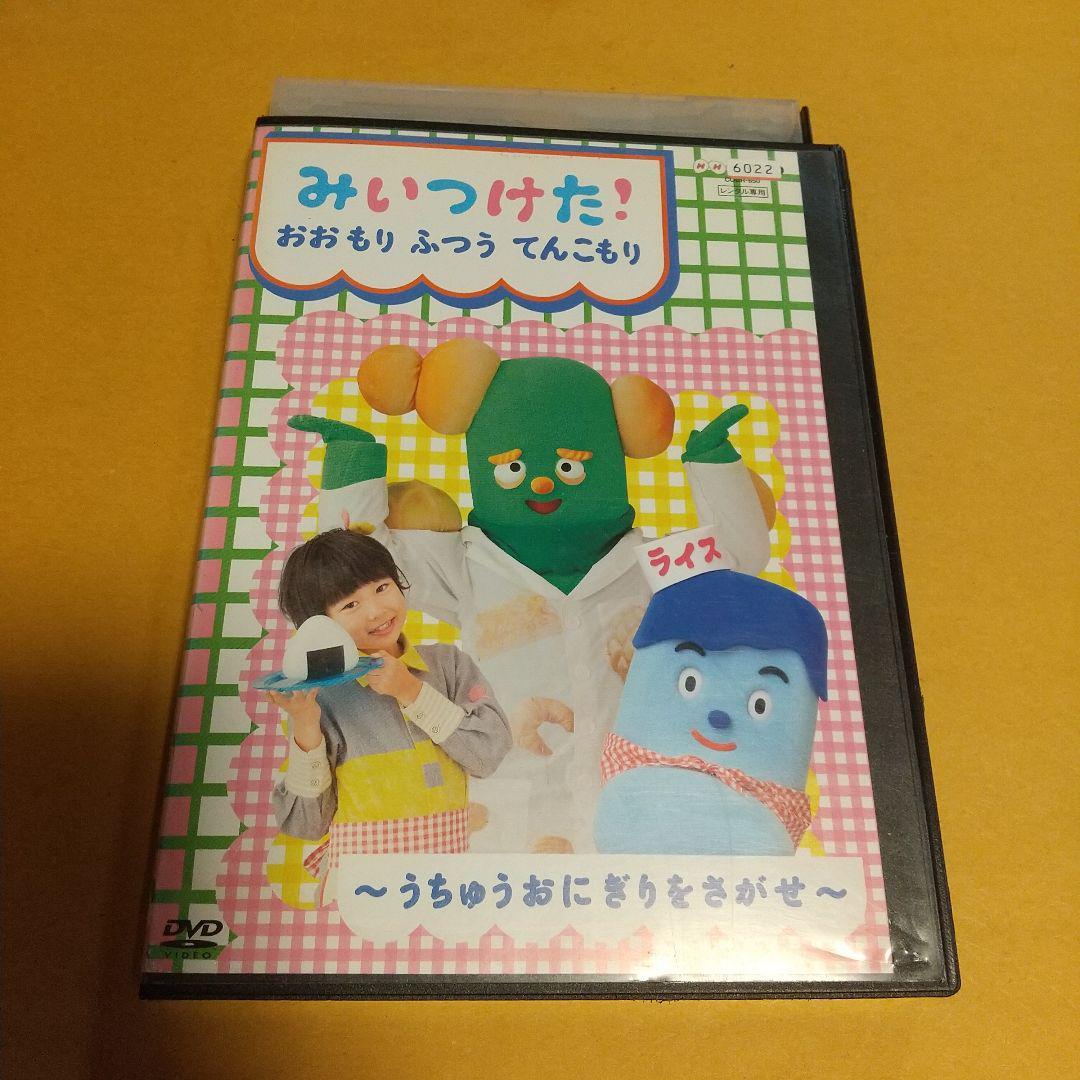 みいつけた!
おおもり ふつう てんこもり
NH 6022
レンタル専用
ライス
～うちゅうおにぎりをさがせ～
DVD
VIDEO